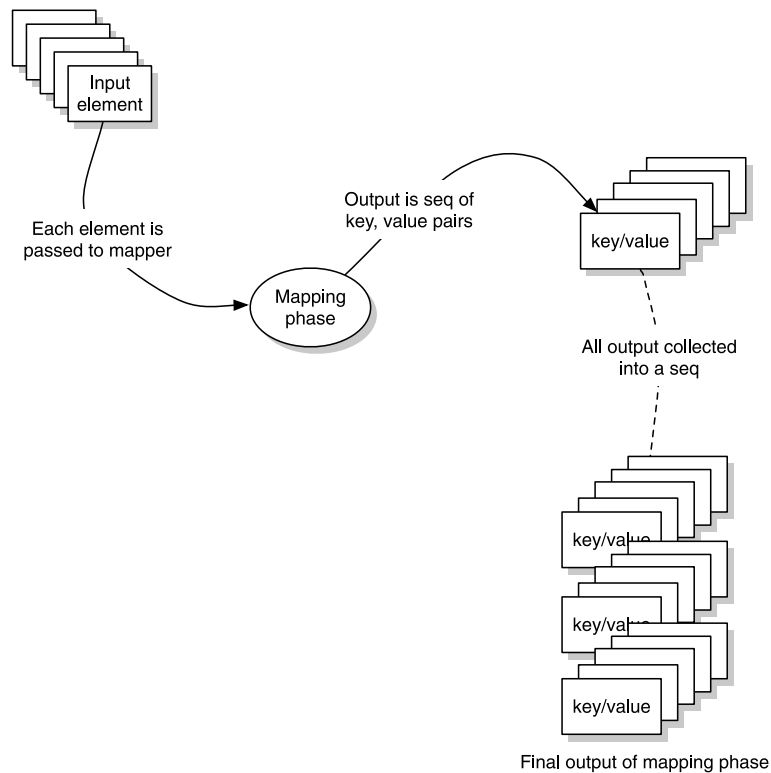 Input
element
Each element is
passed to mapper
Mapping
phase
Output is seq of
key, value pairs
key/value
All output collected
into a seq
key/value
key/value
key/value
Final output of mapping phase